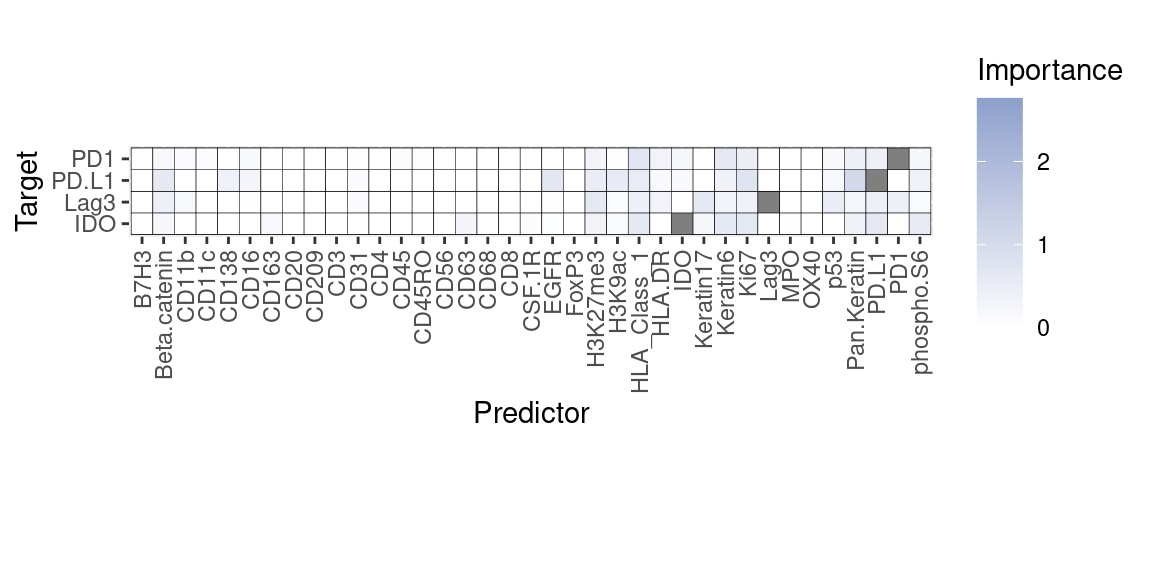 Importance
2
1
0
Target
PD1
PD.L1
Lag3
IDO
B7H3
Beta.catenin
CD11b
CD11c
CD138
CD16
CD163
CD20
CD209
CD3
CD31
CD4
CD45
CD45RO
CD56
CD63
CD68
CD8
CSF.1R
EGFR
FoxP3
H3K27me3
H3K9ac
HLA_Class_1
HLA.DR
IDO
Keratin17
Keratin6
Ki67
Lag3
MPO
OX40
p53
Pan.Keratin
PD.L1
PD1
phospho.S6
Predictor